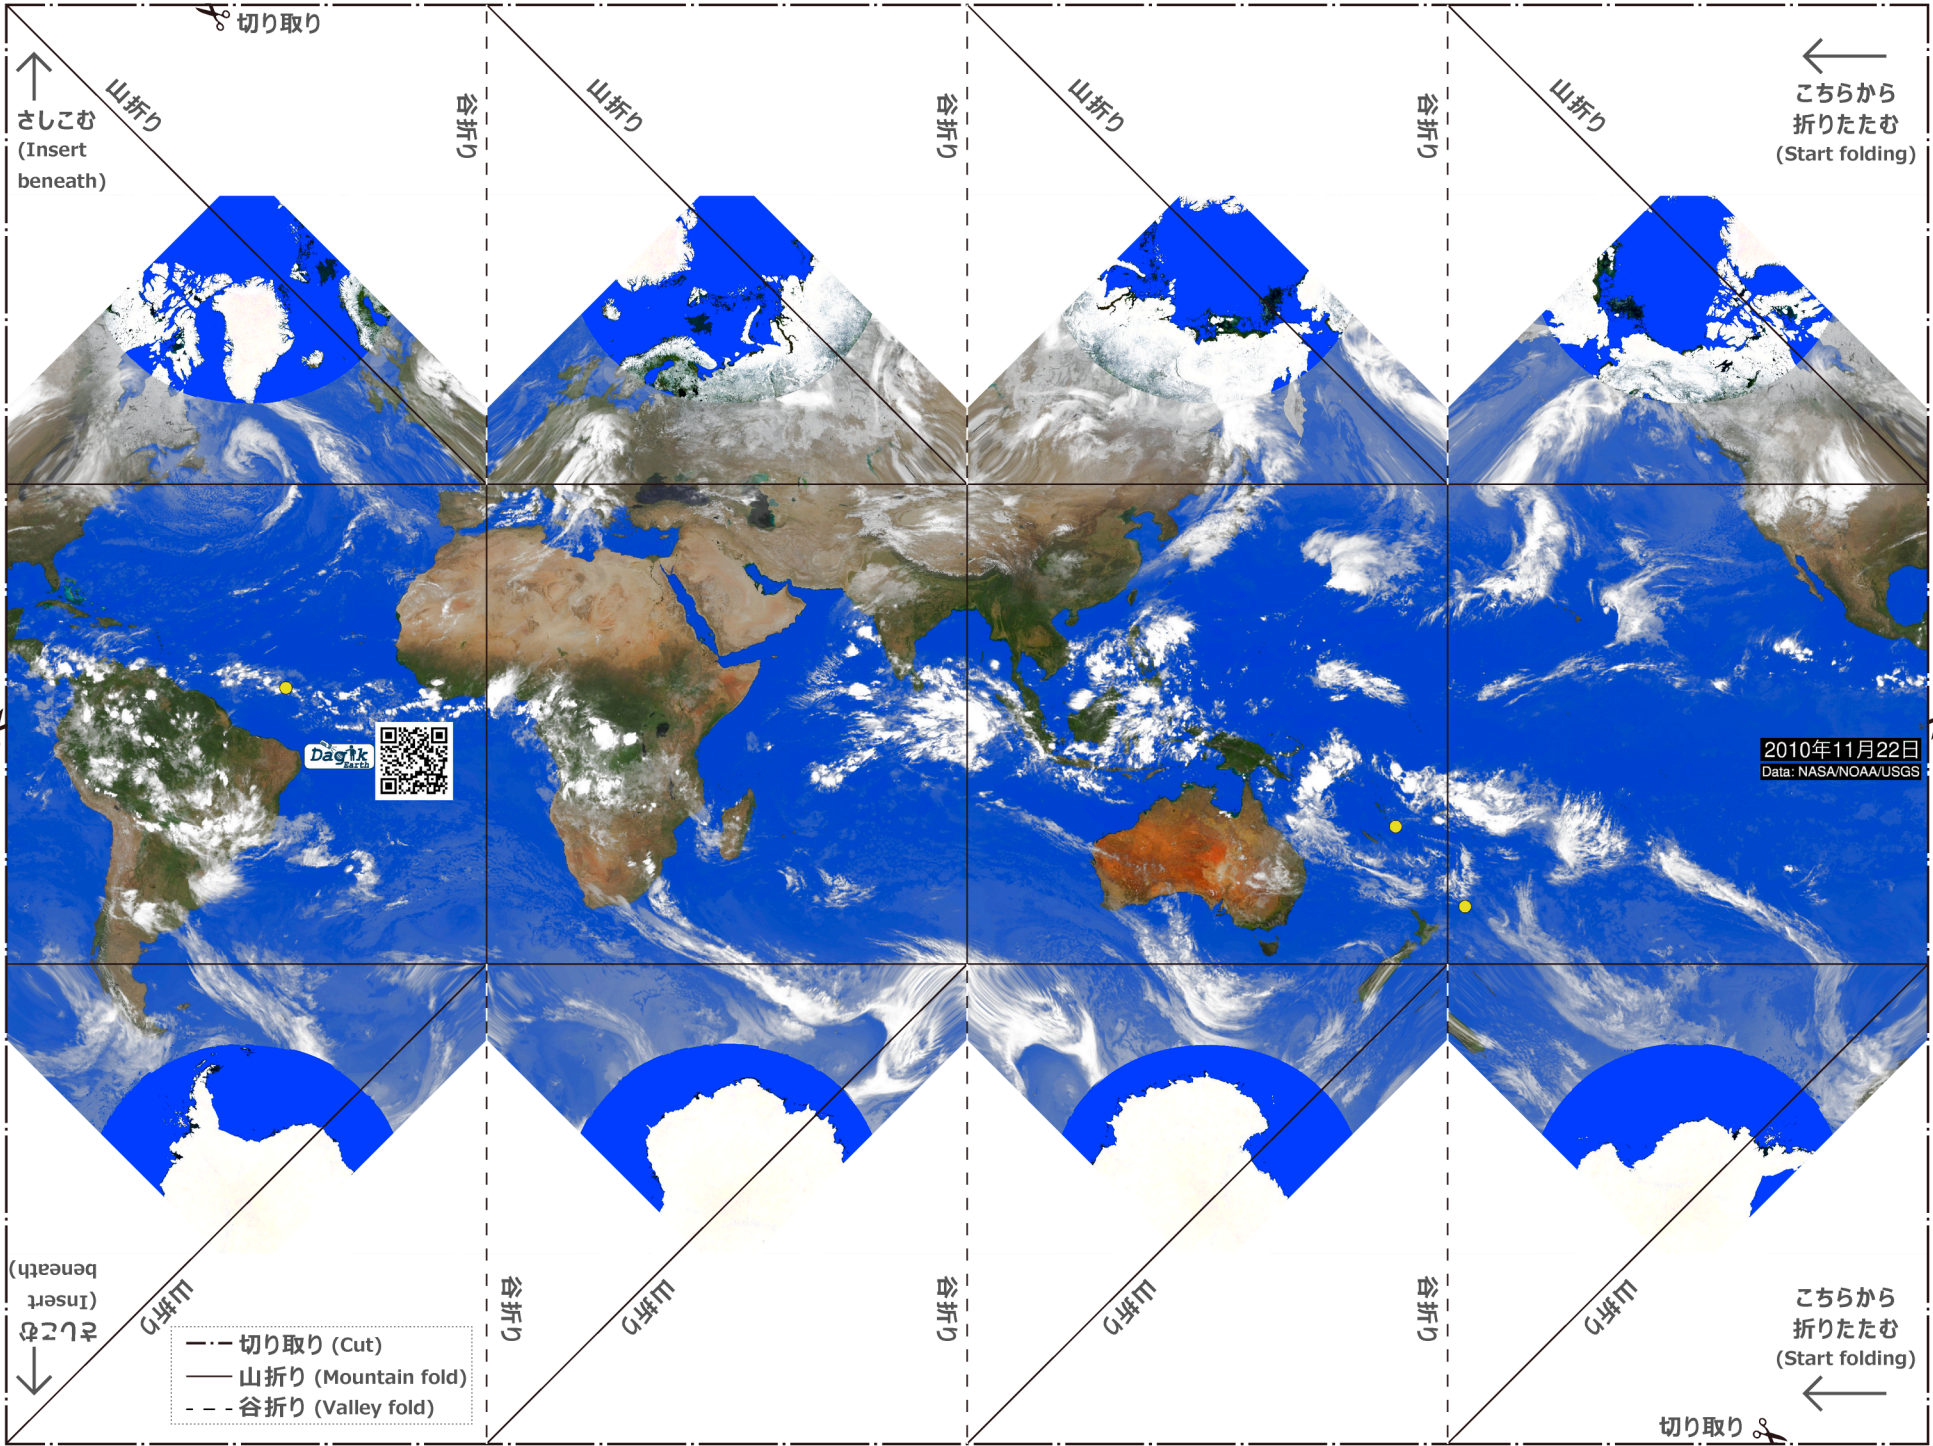 切り取り
さしこむ
(Insert
beneath)
山折り
谷折り
山折り
谷折り
山折り
谷折り
山折り
こちらから
折りたたむ
(Start folding)
Dagik
Earth
2010年11月22日
Data: NASA/NOAA/USGS
さしこむ
(Insert
beneath)
山折り
谷折り
山折り
谷折り
山折り
谷折り
山折り
こちらから
折りたたむ
(Start folding)
切り取り (Cut)
山折り (Mountain fold)
谷折り (Valley fold)
切り取り